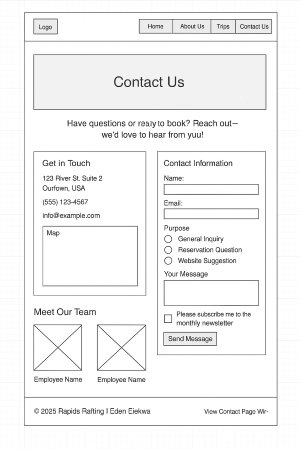 Logo
Home About Us Trips Contact Us
Contact Us
Have questions or ready to book? Reach out—
we'd love to hear from yuu!
Get in Touch
123 River St. Suite 2
Ourfown, USA
(555) 123-4567
info@example.com
Map
Contact Information
Name:
Email:
Purpose
General Inquiry
Reservation Question
Website Suggestion
Your Message
Please subscribe me to the
monthly newsletter
Send Message
Meet Our Team
Employee Name
Employee Name
© 2025 Rapids Rafting I Eden Eiekwa
View Contact Page Wir-